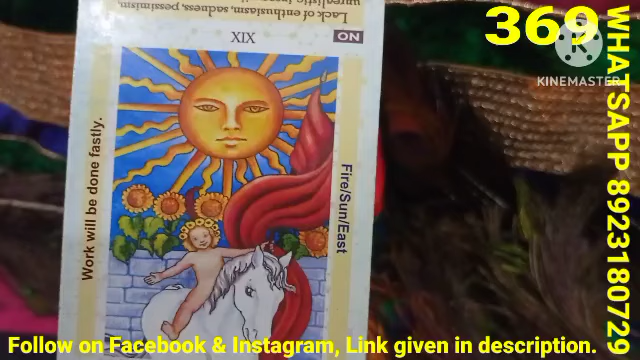 369
KINEMASTER
WHATSAPP 8923180729
Lack of enthusiasm, sadness, pessimism,
XIX
ON
Work will be done fastly.
Fire/Sun/East
Follow on Facebook & Instagram, Link given in description.